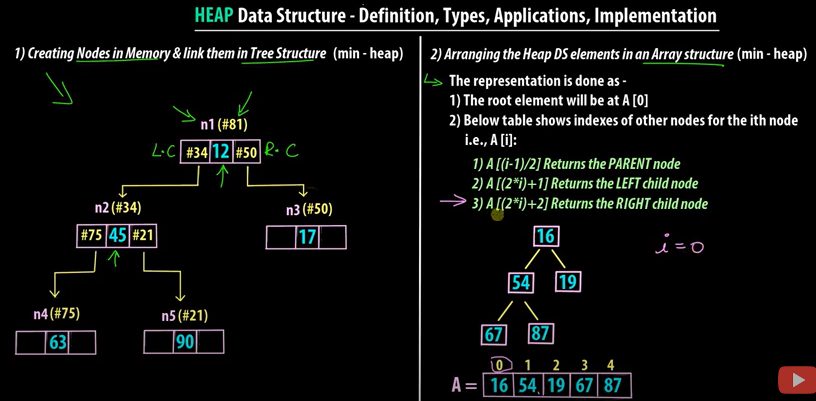 HEAP Data Structure - Definition, Types, Applications, Implementation
1) Creating Nodes in Memory & link them in Tree Structure (min - heap)
n1 (#81)
L.C #34 12 #50 R.C
n2 (#34)
n3 (#50)
#75 45 #21
17
n4 (#75)
n5 (#21)
63
90
2) Arranging the Heap DS elements in an Array structure (min - heap)
The representation is done as -
1) The root element will be at A [0]
2) Below table shows indexes of other nodes for the ith node
i.e., A [i]:
1) A [(i-1)/2] Returns the PARENT node
2) A [(2*i)+1] Returns the LEFT child node
3) A [(2*i)+2] Returns the RIGHT child node
16
i = 0
54 19
67 87
0 1 2 3 4
A = 16 54 19 67 87